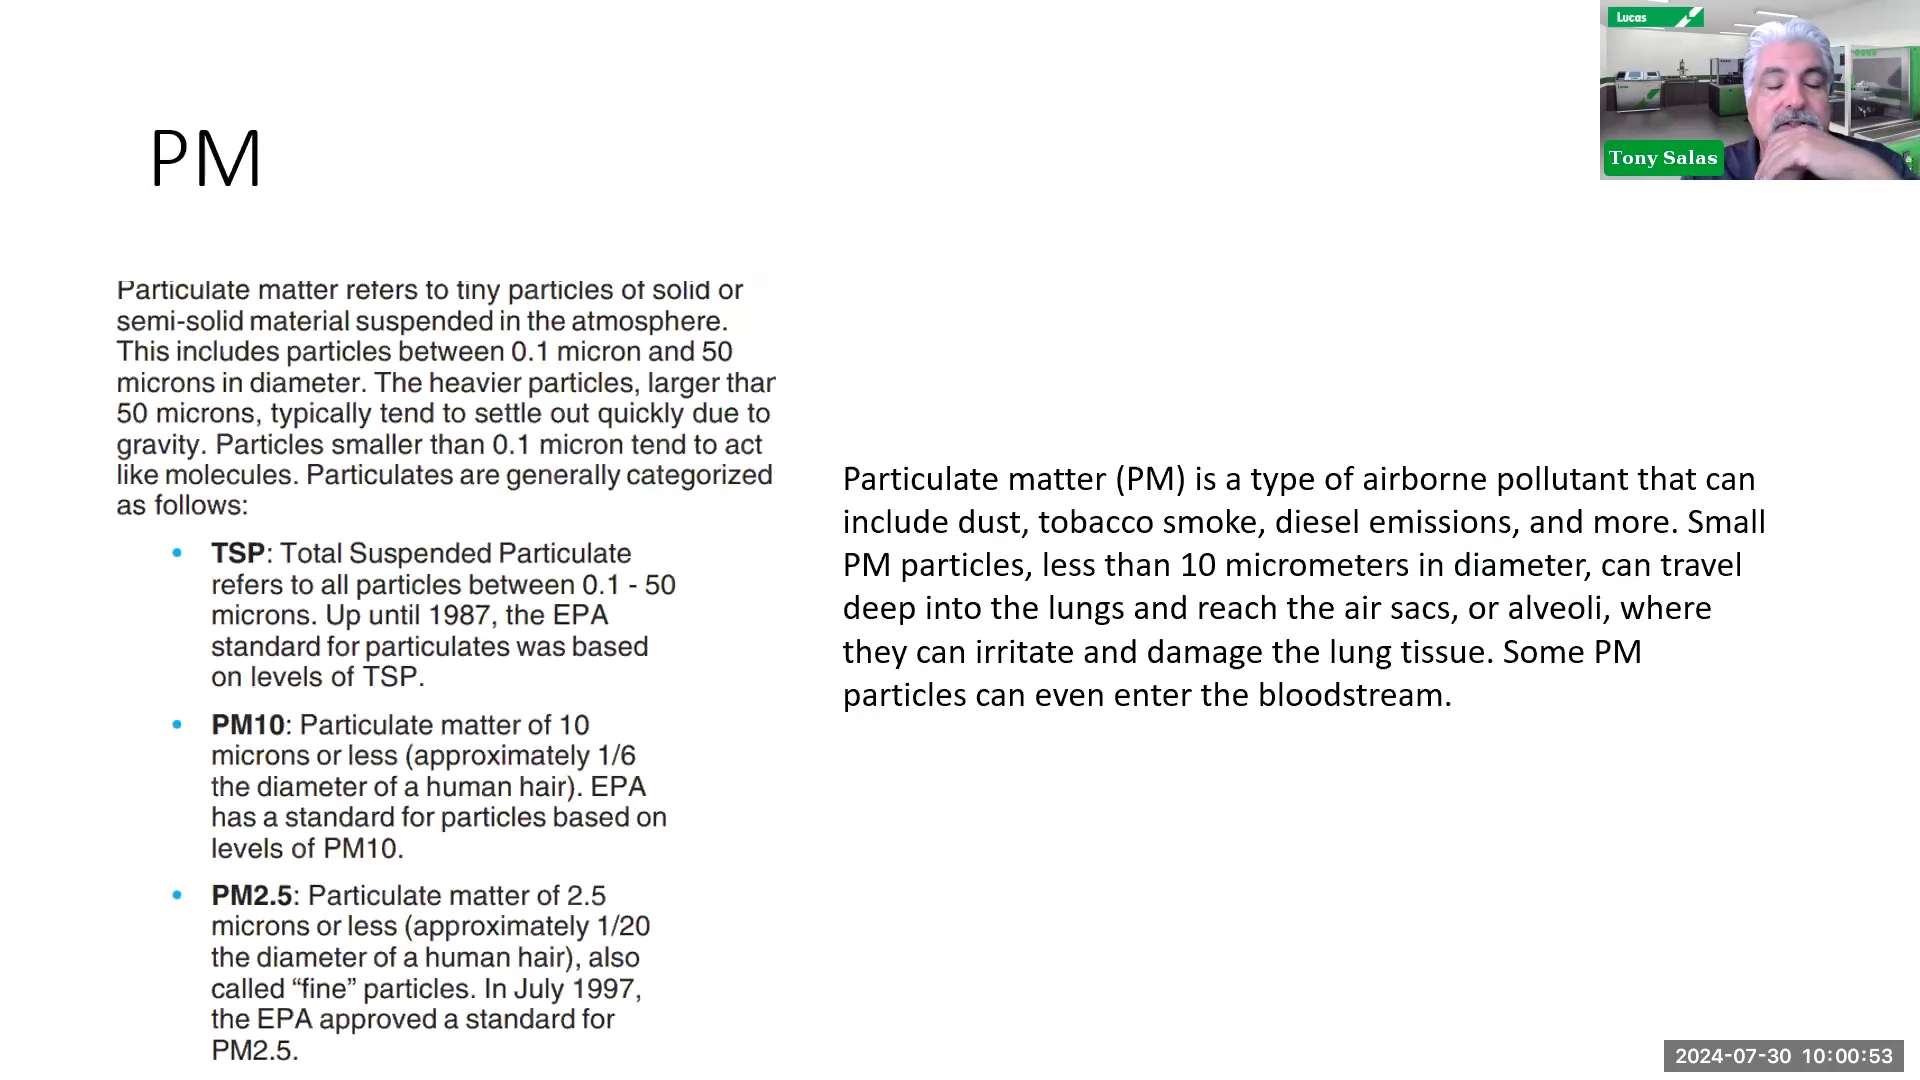 Lucas
Tony Salas
PM
Particulate matter refers to tiny particles of solid or
semi-solid material suspended in the atmosphere.
This includes particles between 0.1 micron and 50
microns in diameter. The heavier particles, larger than
50 microns, typically tend to settle out quickly due to
gravity. Particles smaller than 0.1 micron tend to act
like molecules. Particulates are generally categorized
as follows:
• TSP: Total Suspended Particulate
refers to all particles between 0.1 - 50
microns. Up until 1987, the EPA
standard for particulates was based
on levels of TSP.
• PM10: Particulate matter of 10
microns or less (approximately 1/6
the diameter of a human hair). EPA
has a standard for particles based on
levels of PM10.
• PM2.5: Particulate matter of 2.5
microns or less (approximately 1/20
the diameter of a human hair), also
called “fine” particles. In July 1997,
the EPA approved a standard for
PM2.5.
Particulate matter (PM) is a type of airborne pollutant that can
include dust, tobacco smoke, diesel emissions, and more. Small
PM particles, less than 10 micrometers in diameter, can travel
deep into the lungs and reach the air sacs, or alveoli, where
they can irritate and damage the lung tissue. Some PM
particles can even enter the bloodstream.
2024-07-30 10:00:53